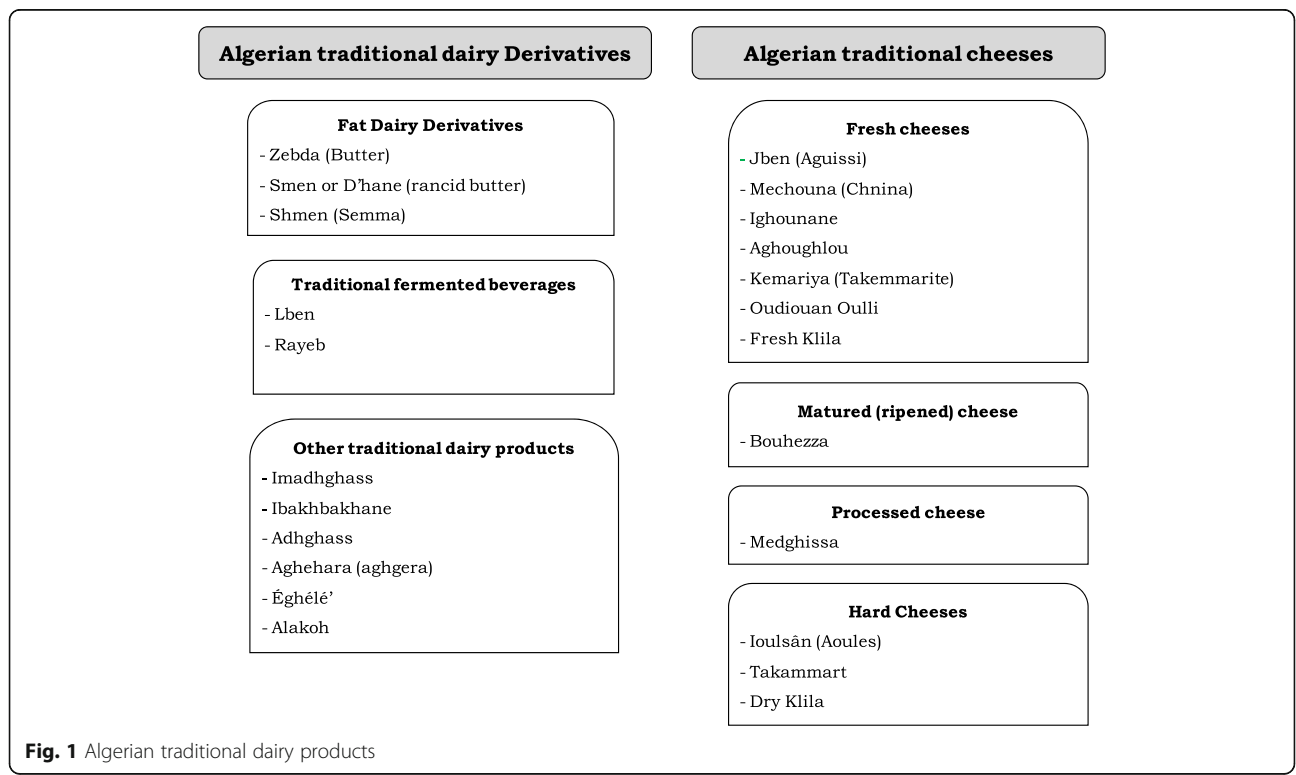 Algerian traditional dairy Derivatives
Fat Dairy Derivatives
- Zebda (Butter)
- Smen or D’hane (rancid butter)
- Shmen (Semma)
Traditional fermented beverages
- Lben
- Rayeb
Other traditional dairy products
- Imadhghass
- Ibakhbakhane
- Adhghass
- Aghehara (aghgera)
- Éghélé’
- Alakoh
Algerian traditional cheeses
Fresh cheeses
- Jben (Aguissi)
- Mechouna (Chnina)
- Ighounane
- Aghoughlou
- Kemariya (Takemmarite)
- Oudiouan Oulli
- Fresh Klila
Matured (ripened) cheese
- Bouhezza
Processed cheese
- Medghissa
Hard Cheeses
- Ioulsân (Aoules)
- Takammart
- Dry Klila
Fig. 1 Algerian traditional dairy products